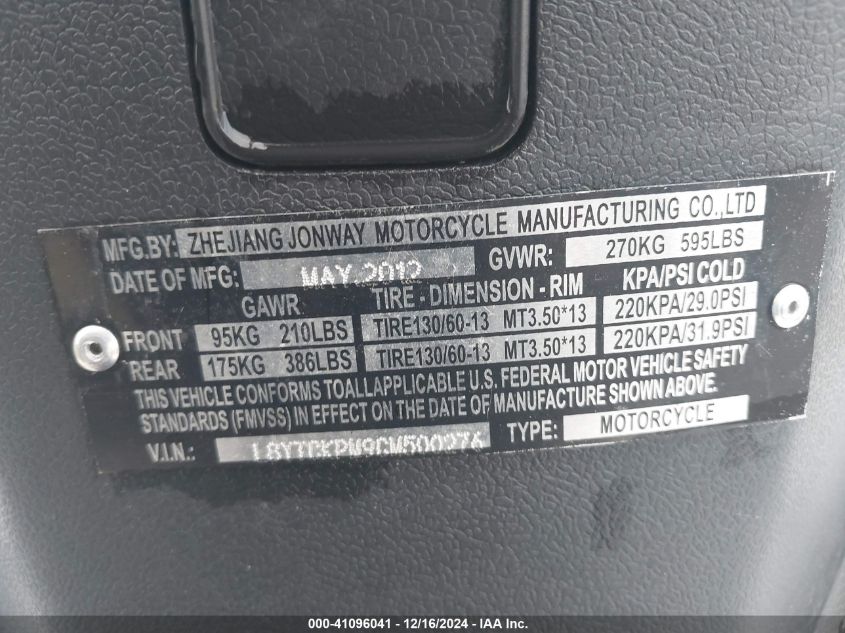 MFG.BY: ZHEJIANG JONWAY MOTORCYCLE MANUFACTURING CO.,LTD
DATE OF MFG: MAY.2012 GVWR: 270KG 595LBS
GAWR TIRE - DIMENSION - RIM KPA/PSI COLD
FRONT 95KG 210LBS TIRE130/60-13 MT3.50*13 220KPA/29.0PSI
REAR 175KG 386LBS TIRE130/60-13 MT3.50*13 220KPA/31.9PSI
THIS VEHICLE CONFORMS TOALLAPPLICABLE U.S. FEDERAL MOTOR VEHICLE SAFETY
STANDARDS (FMVSS) IN EFFECT ON THE DATE OF MANUFACTURE SHOWN ABOVE.
V.I.N.: TYPE: MOTORCYCLE
000-41096041 - 12/16/2024 - IMPACT AUCTIONS, INC.